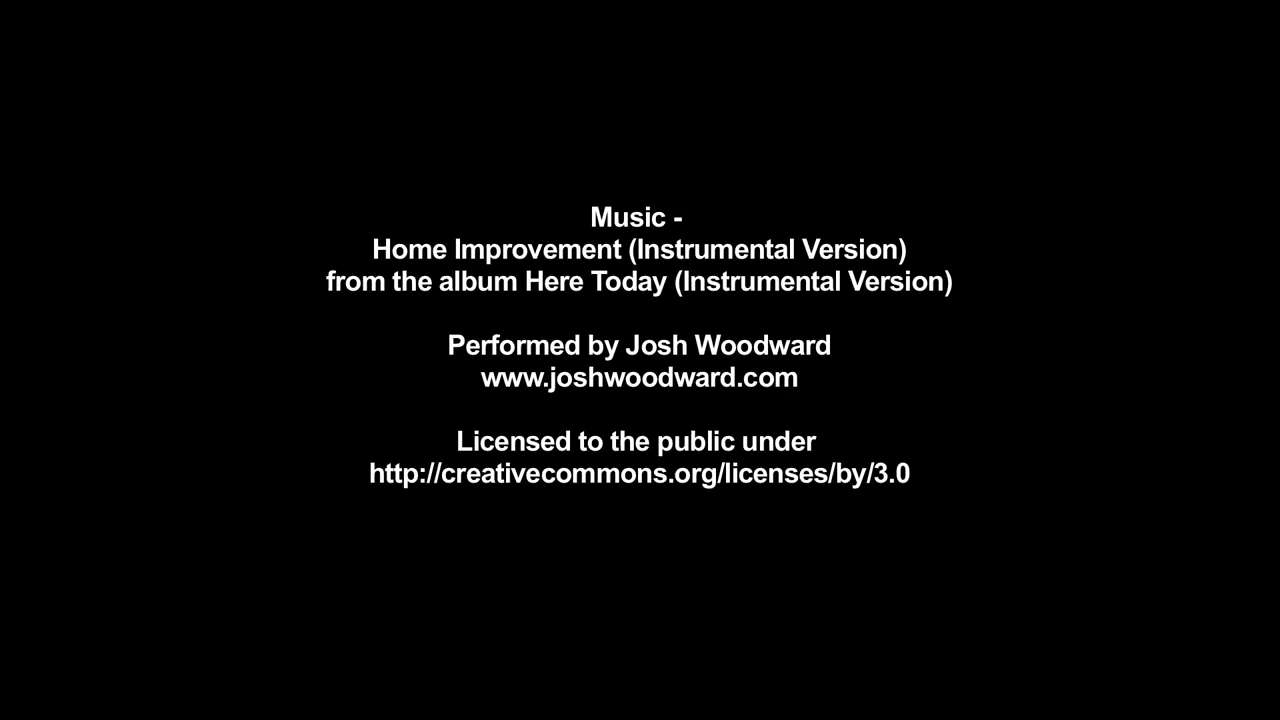 Music -
Home Improvement (Instrumental Version)
from the album Here Today (Instrumental Version)
Performed by Josh Woodward
www.joshwoodward.com
Licensed to the public under
http://creativecommons.org/licenses/by/3.0